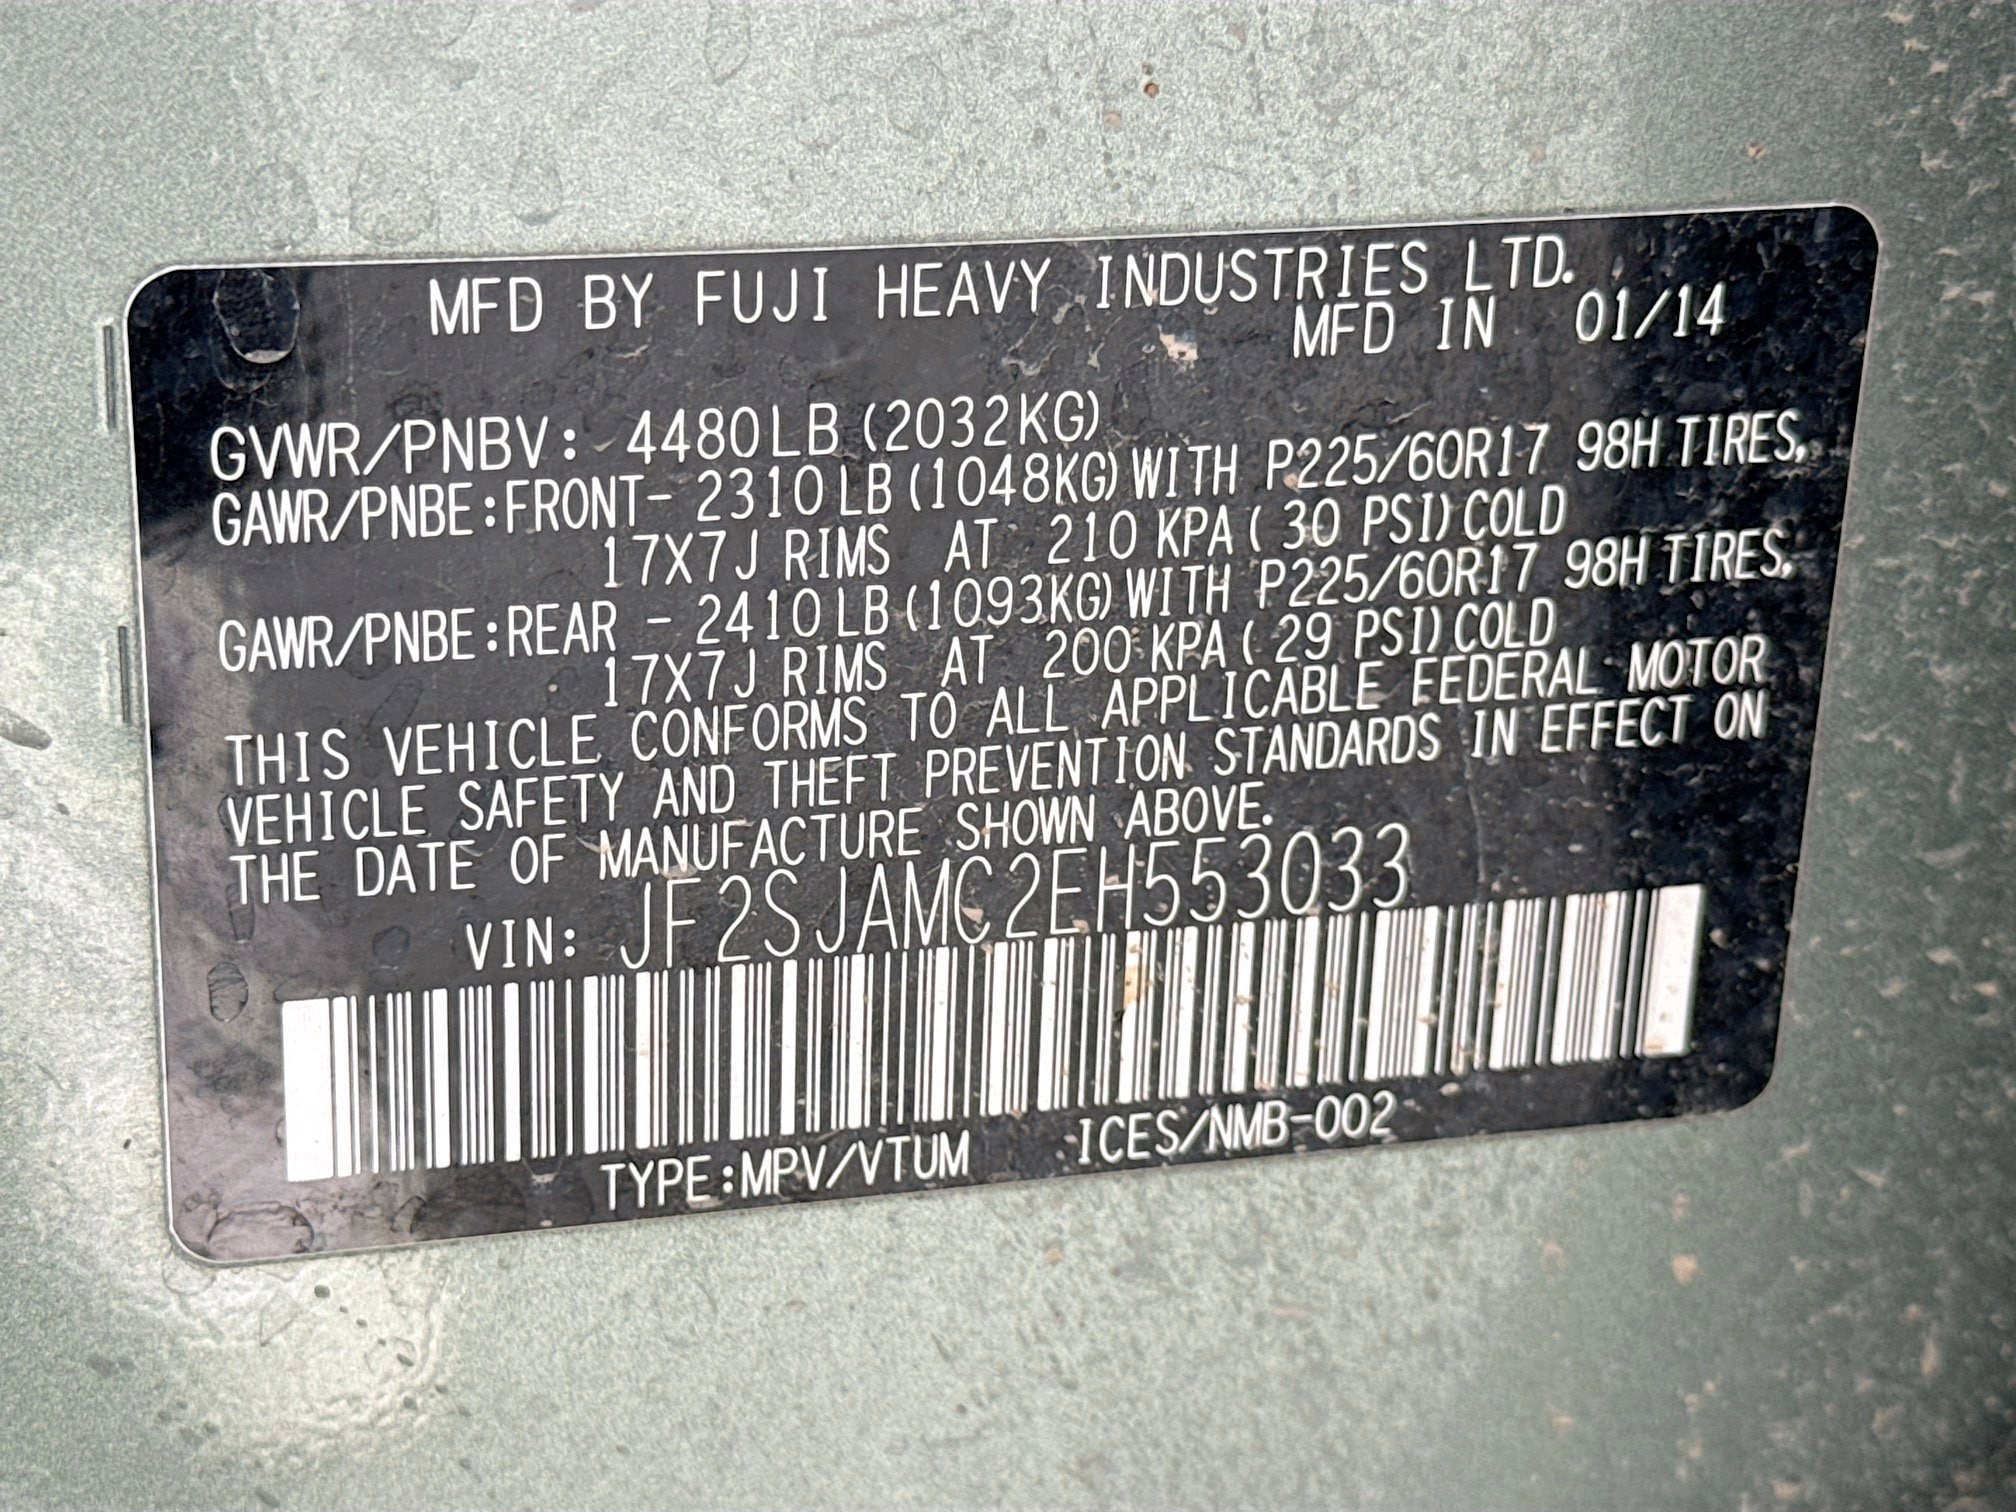 MFD BY FUJI HEAVY INDUSTRIES LTD.
MFD IN 01/14
GVWR/PNBV: 4480LB (2032KG)
GAWR/PNBE:FRONT- 2310 LB (1048KG) WITH P225/60R17 98H TIRES,
17X7J RIMS AT 210 KPA ( 30 PSI) COLD
GAWR/PNBE:REAR - 2410 LB (1093KG) WITH P225/60R17 98H TIRES,
17X7J RIMS AT 200 KPA ( 29 PSI) COLD
THIS VEHICLE CONFORMS TO ALL APPLICABLE FEDERAL MOTOR
VEHICLE SAFETY AND THEFT PREVENTION STANDARDS IN EFFECT ON
THE DATE OF MANUFACTURE SHOWN ABOVE.
VIN: JF2SJAMC2EH553033
TYPE:MPV/VTUM ICES/NMB-002